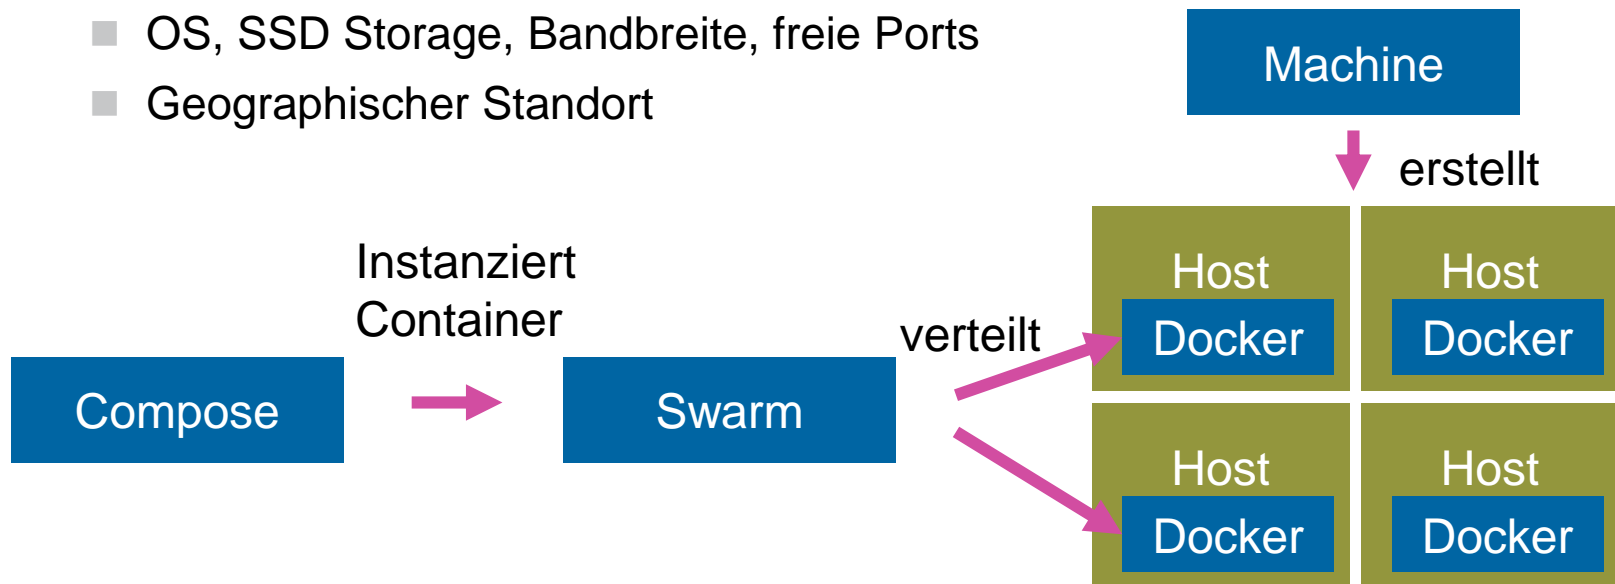 OS, SSD Storage, Bandbreite, freie Ports
Geographischer Standort
Machine
erstellt
Instanziert
Container
verteilt
Compose
Swarm
Host
Docker
Host
Docker
Host
Docker
Host
Docker